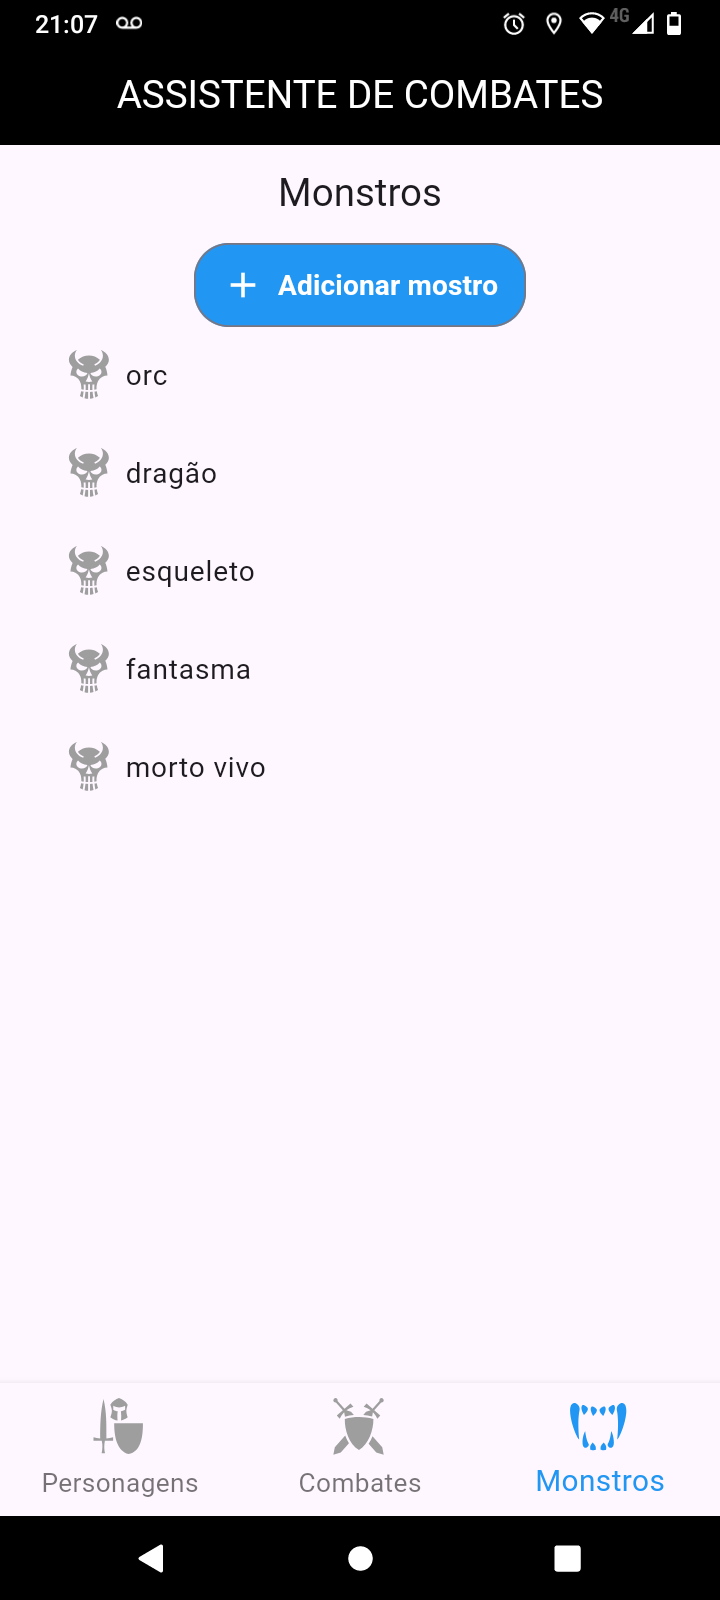 21:07
4G
ASSISTENTE DE COMBATES
Monstros
Adicionar mostro
orc
dragão
esqueleto
fantasma
morto vivo
Personagens
Combates
Monstros